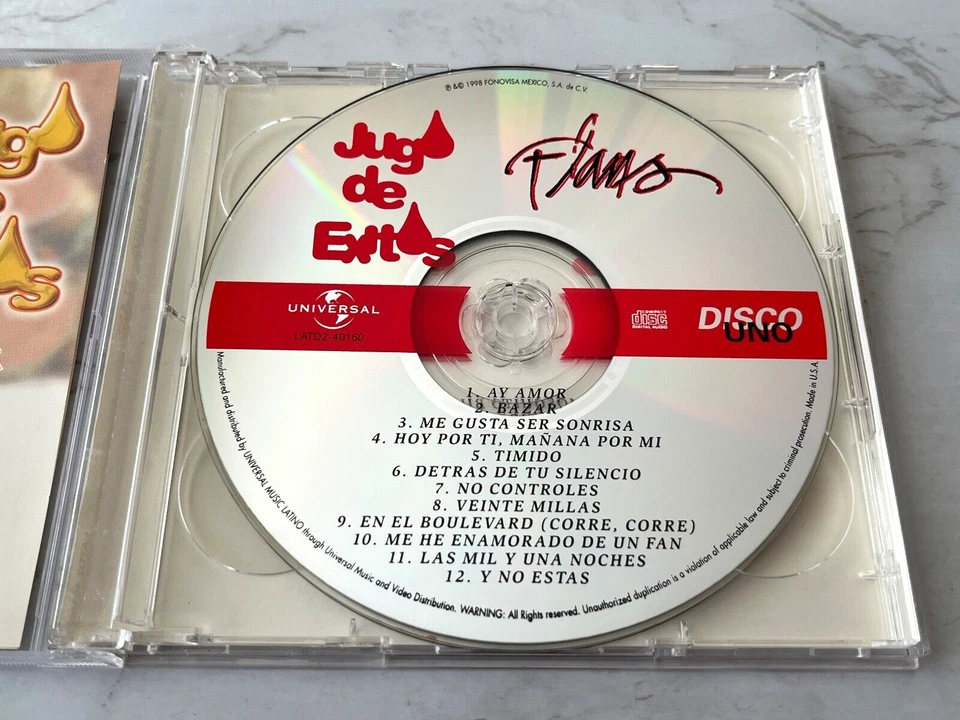 ℗ & © 1998 FONOVISA MEXICO, S.A. de C.V.
Jugo
de
Exitos
Flans
UNIVERSAL
LATD2-40160
COMPACT
disc
DIGITAL AUDIO
DISCO
UNO
1. AY AMOR
2. BAZAR
3. ME GUSTA SER SONRISA
4. HOY POR TI, MAÑANA POR MI
5. TIMIDO
6. DETRAS DE TU SILENCIO
7. NO CONTROLES
8. VEINTE MILLAS
9. EN EL BOULEVARD (CORRE, CORRE)
10. ME HE ENAMORADO DE UN FAN
11. LAS MIL Y UNA NOCHES
12. Y NO ESTAS
Manufactured and distributed by UNIVERSAL MUSIC LATINO through Universal Music and Video Distribution. WARNING: All Rights reserved. Unauthorized duplication is a violation of applicable law and subject to criminal prosecution. Made in U.S.A.